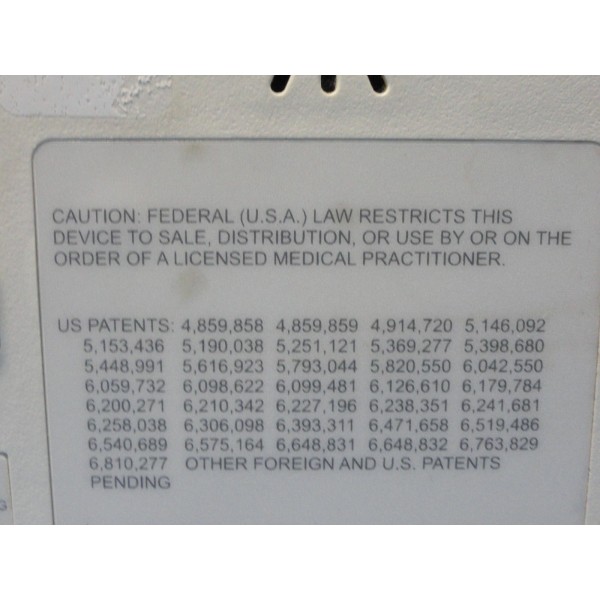 CAUTION: FEDERAL (U.S.A.) LAW RESTRICTS THIS
DEVICE TO SALE, DISTRIBUTION, OR USE BY OR ON THE
ORDER OF A LICENSED MEDICAL PRACTITIONER.
US PATENTS: 4,859,858 4,859,859 4,914,720 5,146,092
5,153,436 5,190,038 5,251,121 5,369,277 5,398,680
5,448,991 5,616,923 5,793,044 5,820,550 6,042,550
6,059,732 6,098,622 6,099,481 6,126,610 6,179,784
6,200,271 6,210,342 6,227,196 6,238,351 6,241,681
6,258,038 6,306,098 6,393,311 6,471,658 6,519,486
6,540,689 6,575,164 6,648,831 6,648,832 6,763,829
6,810,277 OTHER FOREIGN AND U.S. PATENTS
PENDING
G